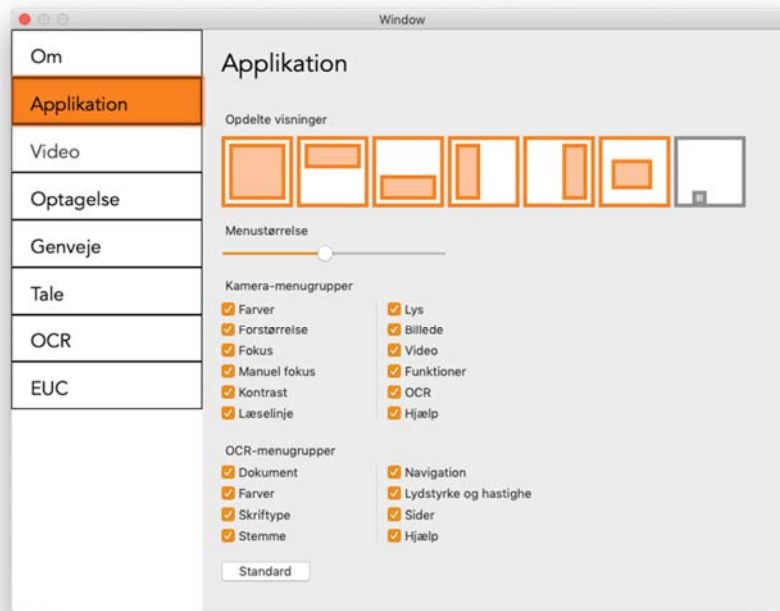 Window
Om
Applikation
Video
Optagelse
Genveje
Tale
OCR
EUC
Applikation
Opdelte visninger
Menustørrelse
Kamera-menugrupper
Farver
Forstørrelse
Fokus
Manuel fokus
Kontrast
Læselinje
Lys
Billede
Video
Funktioner
OCR
Hjælp
OCR-menugrupper
Dokument
Farver
Skriftype
Stemme
Navigation
Lydstyrke og hastighe
Sider
Hjælp
Standard